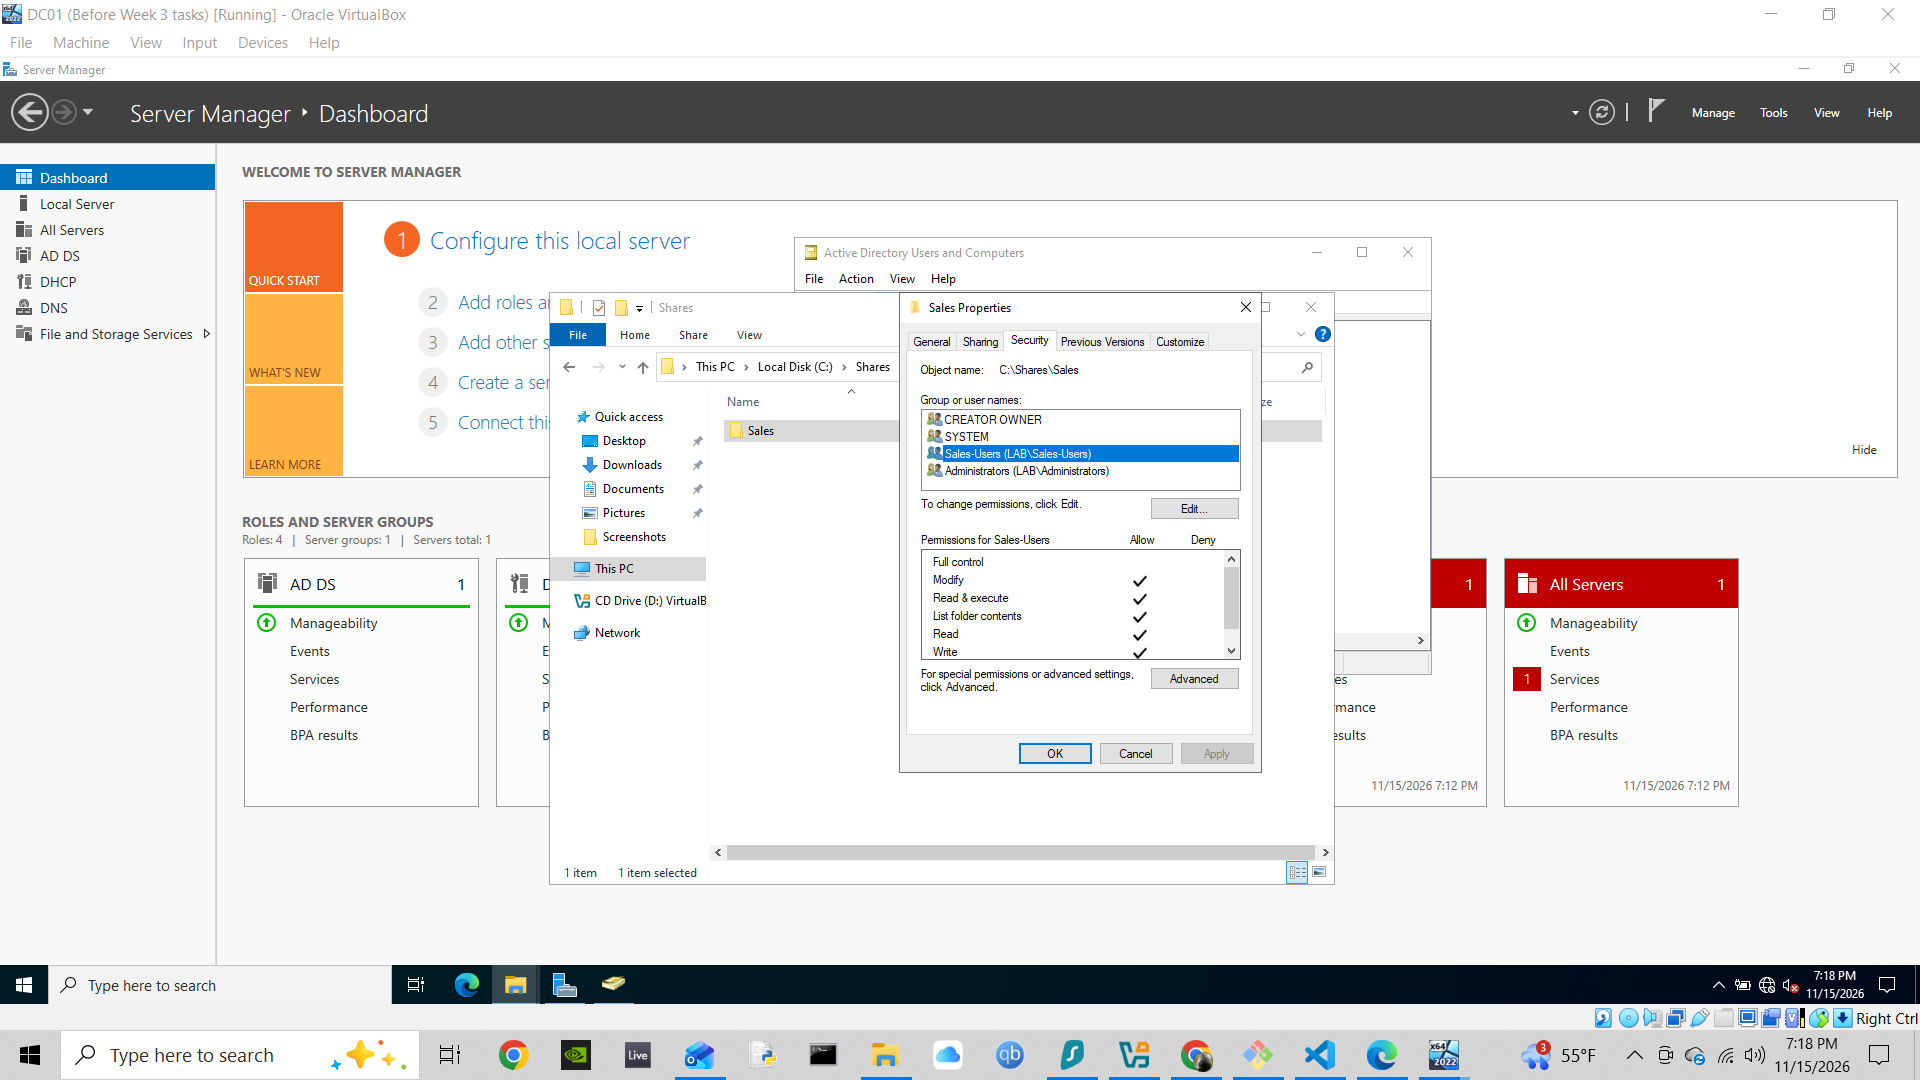 DC01 (Before Week 3 tasks) [Running] - Oracle VirtualBox
File Machine View Input Devices Help
Server Manager
Server Manager ‣ Dashboard
Manage Tools View Help
Dashboard
Local Server
All Servers
AD DS
DHCP
DNS
File and Storage Services
WELCOME TO SERVER MANAGER
QUICK START
WHAT'S NEW
LEARN MORE
1 Configure this local server
2 Add roles a
3 Add other s
4 Create a ser
5 Connect thi
Hide
Active Directory Users and Computers
File Action View Help
Shares
File Home Share View
This PC › Local Disk (C:) › Shares
Name
ze
Quick access
Desktop
Downloads
Documents
Pictures
Screenshots
This PC
CD Drive (D:) VirtualB
Network
Sales
1 item 1 item selected
Sales Properties
General Sharing Security Previous Versions Customize
Object name: C:\Shares\Sales
Group or user names:
CREATOR OWNER
SYSTEM
Sales-Users (LAB\Sales-Users)
Administrators (LAB\Administrators)
To change permissions, click Edit.
Edit...
Permissions for Sales-Users Allow Deny
Full control
Modify
Read & execute
List folder contents
Read
Write
For special permissions or advanced settings,
click Advanced.
Advanced
OK Cancel Apply
ROLES AND SERVER GROUPS
Roles: 4 | Server groups: 1 | Servers total: 1
AD DS 1
Manageability
Events
Services
Performance
BPA results
D
M
E
S
P
B
1
es
mance
sults
11/15/2026 7:12 PM
All Servers 1
Manageability
Events
1 Services
Performance
BPA results
11/15/2026 7:12 PM
Type here to search
7:18 PM
11/15/2026
Right Ctrl
Type here to search
Live
qb
x64
2022
3
55°F
7:18 PM
11/15/2026